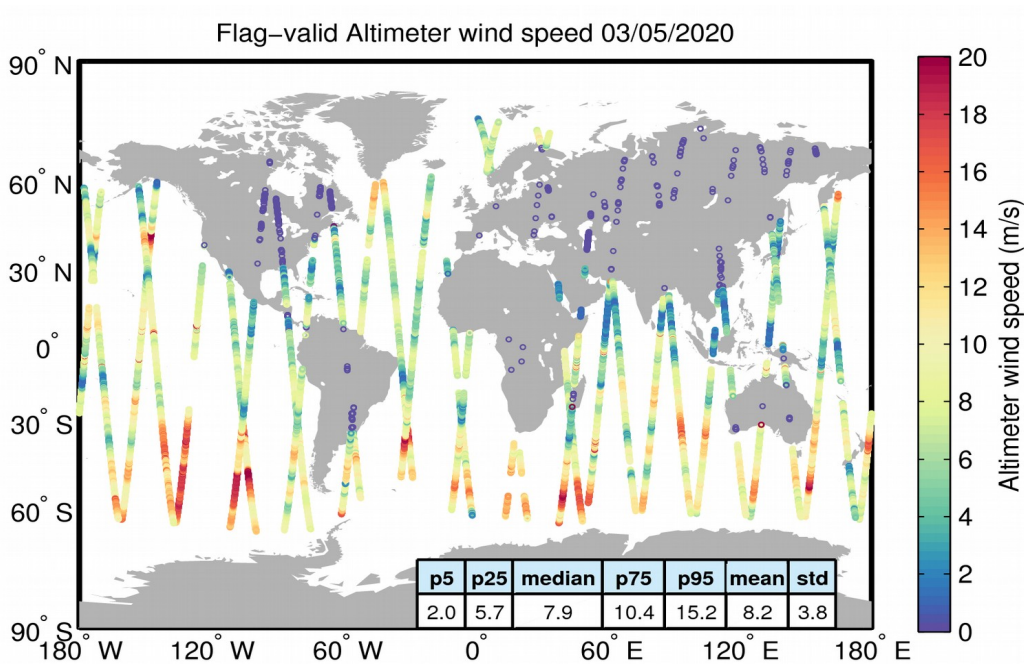 Flag−valid Altimeter wind speed 03/05/2020
90° N
60° N
30° N
0°
30° S
60° S
90° S
180° W
120° W
60° W
0°
60° E
120° E
180° E
p5 p25 median p75 p95 mean std
2.0 5.7 7.9 10.4 15.2 8.2 3.8
20
18
16
14
12
10
8
6
4
2
0
Altimeter wind speed (m/s)